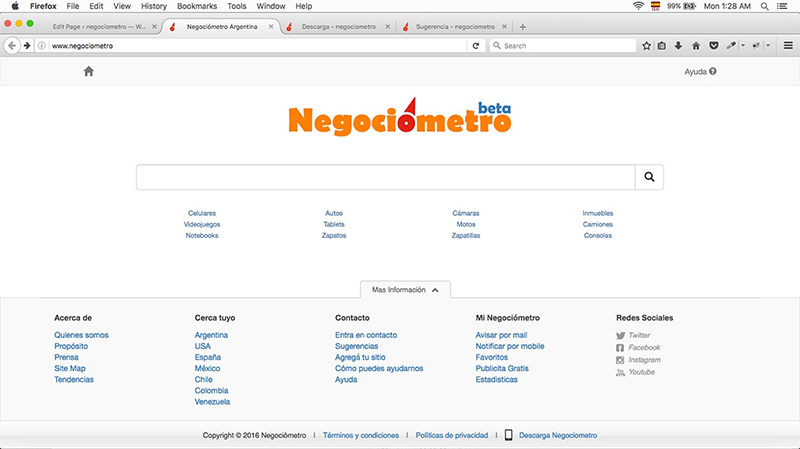 Firefox File Edit View History Bookmarks Tools Window Help 99% Mon 1:28 AM
Edit Page ‹ negociometro — W... Negociómetro Argentina Descarga – negociometro Sugerencia – negociometro
www.negociometro Search
Ayuda
beta
Negociómetro
Celulares Autos Cámaras Inmuebles
Videojuegos Tablets Motos Camiones
Notebooks Zapatos Zapatillas Consolas
Mas Información
Acerca de Cerca tuyo Contacto Mi Negociómetro Redes Sociales
Quienes somos Argentina Entra en contacto Avisar por mail Twitter
Propósito USA Sugerencias Notificar por mobile Facebook
Prensa España Agregá tu sitio Favoritos Instagram
Site Map México Cómo puedes ayudarnos Publicita Gratis Youtube
Tendencias Chile Ayuda Estadisticas
Colombia
Venezuela
Copyright © 2016 Negociómetro | Términos y condiciones | Políticas de privacidad | Descarga Negociometro